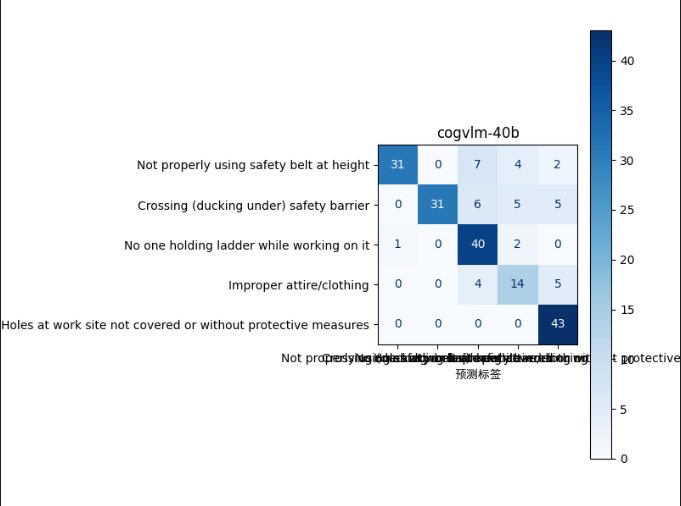 cogvlm-40b
Not properly using safety belt at height
31 0 7 4 2
Crossing (ducking under) safety barrier
0 31 6 5 5
No one holding ladder while working on it
1 0 40 2 0
Improper attire/clothing
0 0 4 14 5
Holes at work site not covered or without protective measures
0 0 0 0 43
预测标签
40
35
30
25
20
15
10
5
0